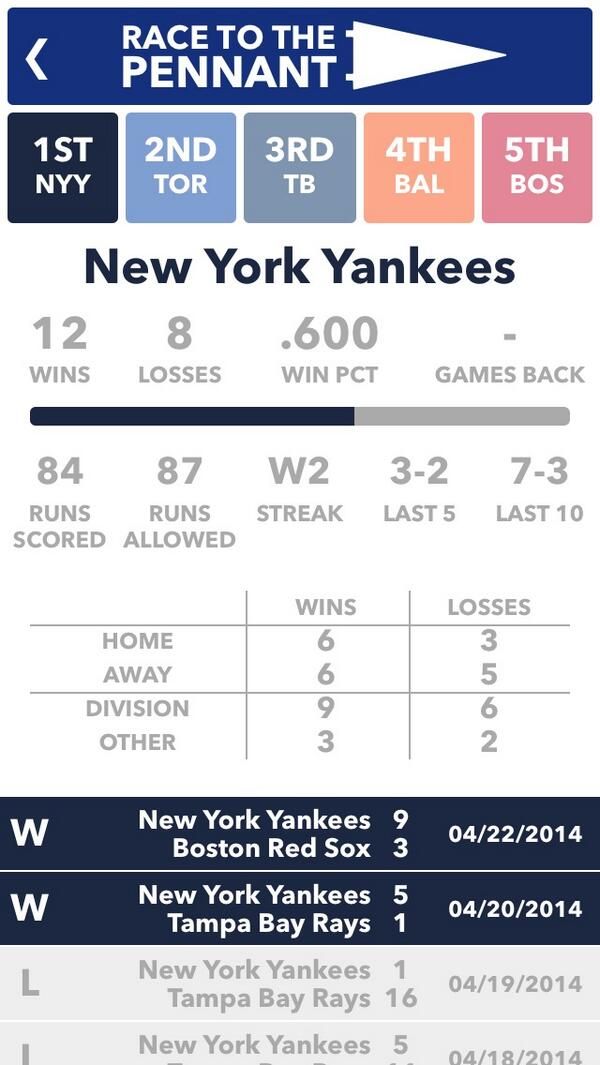 ❮
RACE TO THE
PENNANT
1ST 2ND 3RD 4TH 5TH
NYY TOR TB BAL BOS
New York Yankees
12 8 .600 -
WINS LOSSES WIN PCT GAMES BACK
84 87 W2 3-2 7-3
RUNS RUNS STREAK LAST 5 LAST 10
SCORED ALLOWED
WINS LOSSES
HOME 6 3
AWAY 6 5
DIVISION 9 6
OTHER 3 2
New York Yankees 9
W 04/22/2014
Boston Red Sox 3
New York Yankees 5
W 04/20/2014
Tampa Bay Rays 1
New York Yankees 1
L 04/19/2014
Tampa Bay Rays 16
New York Yankees 5
04/18/2014